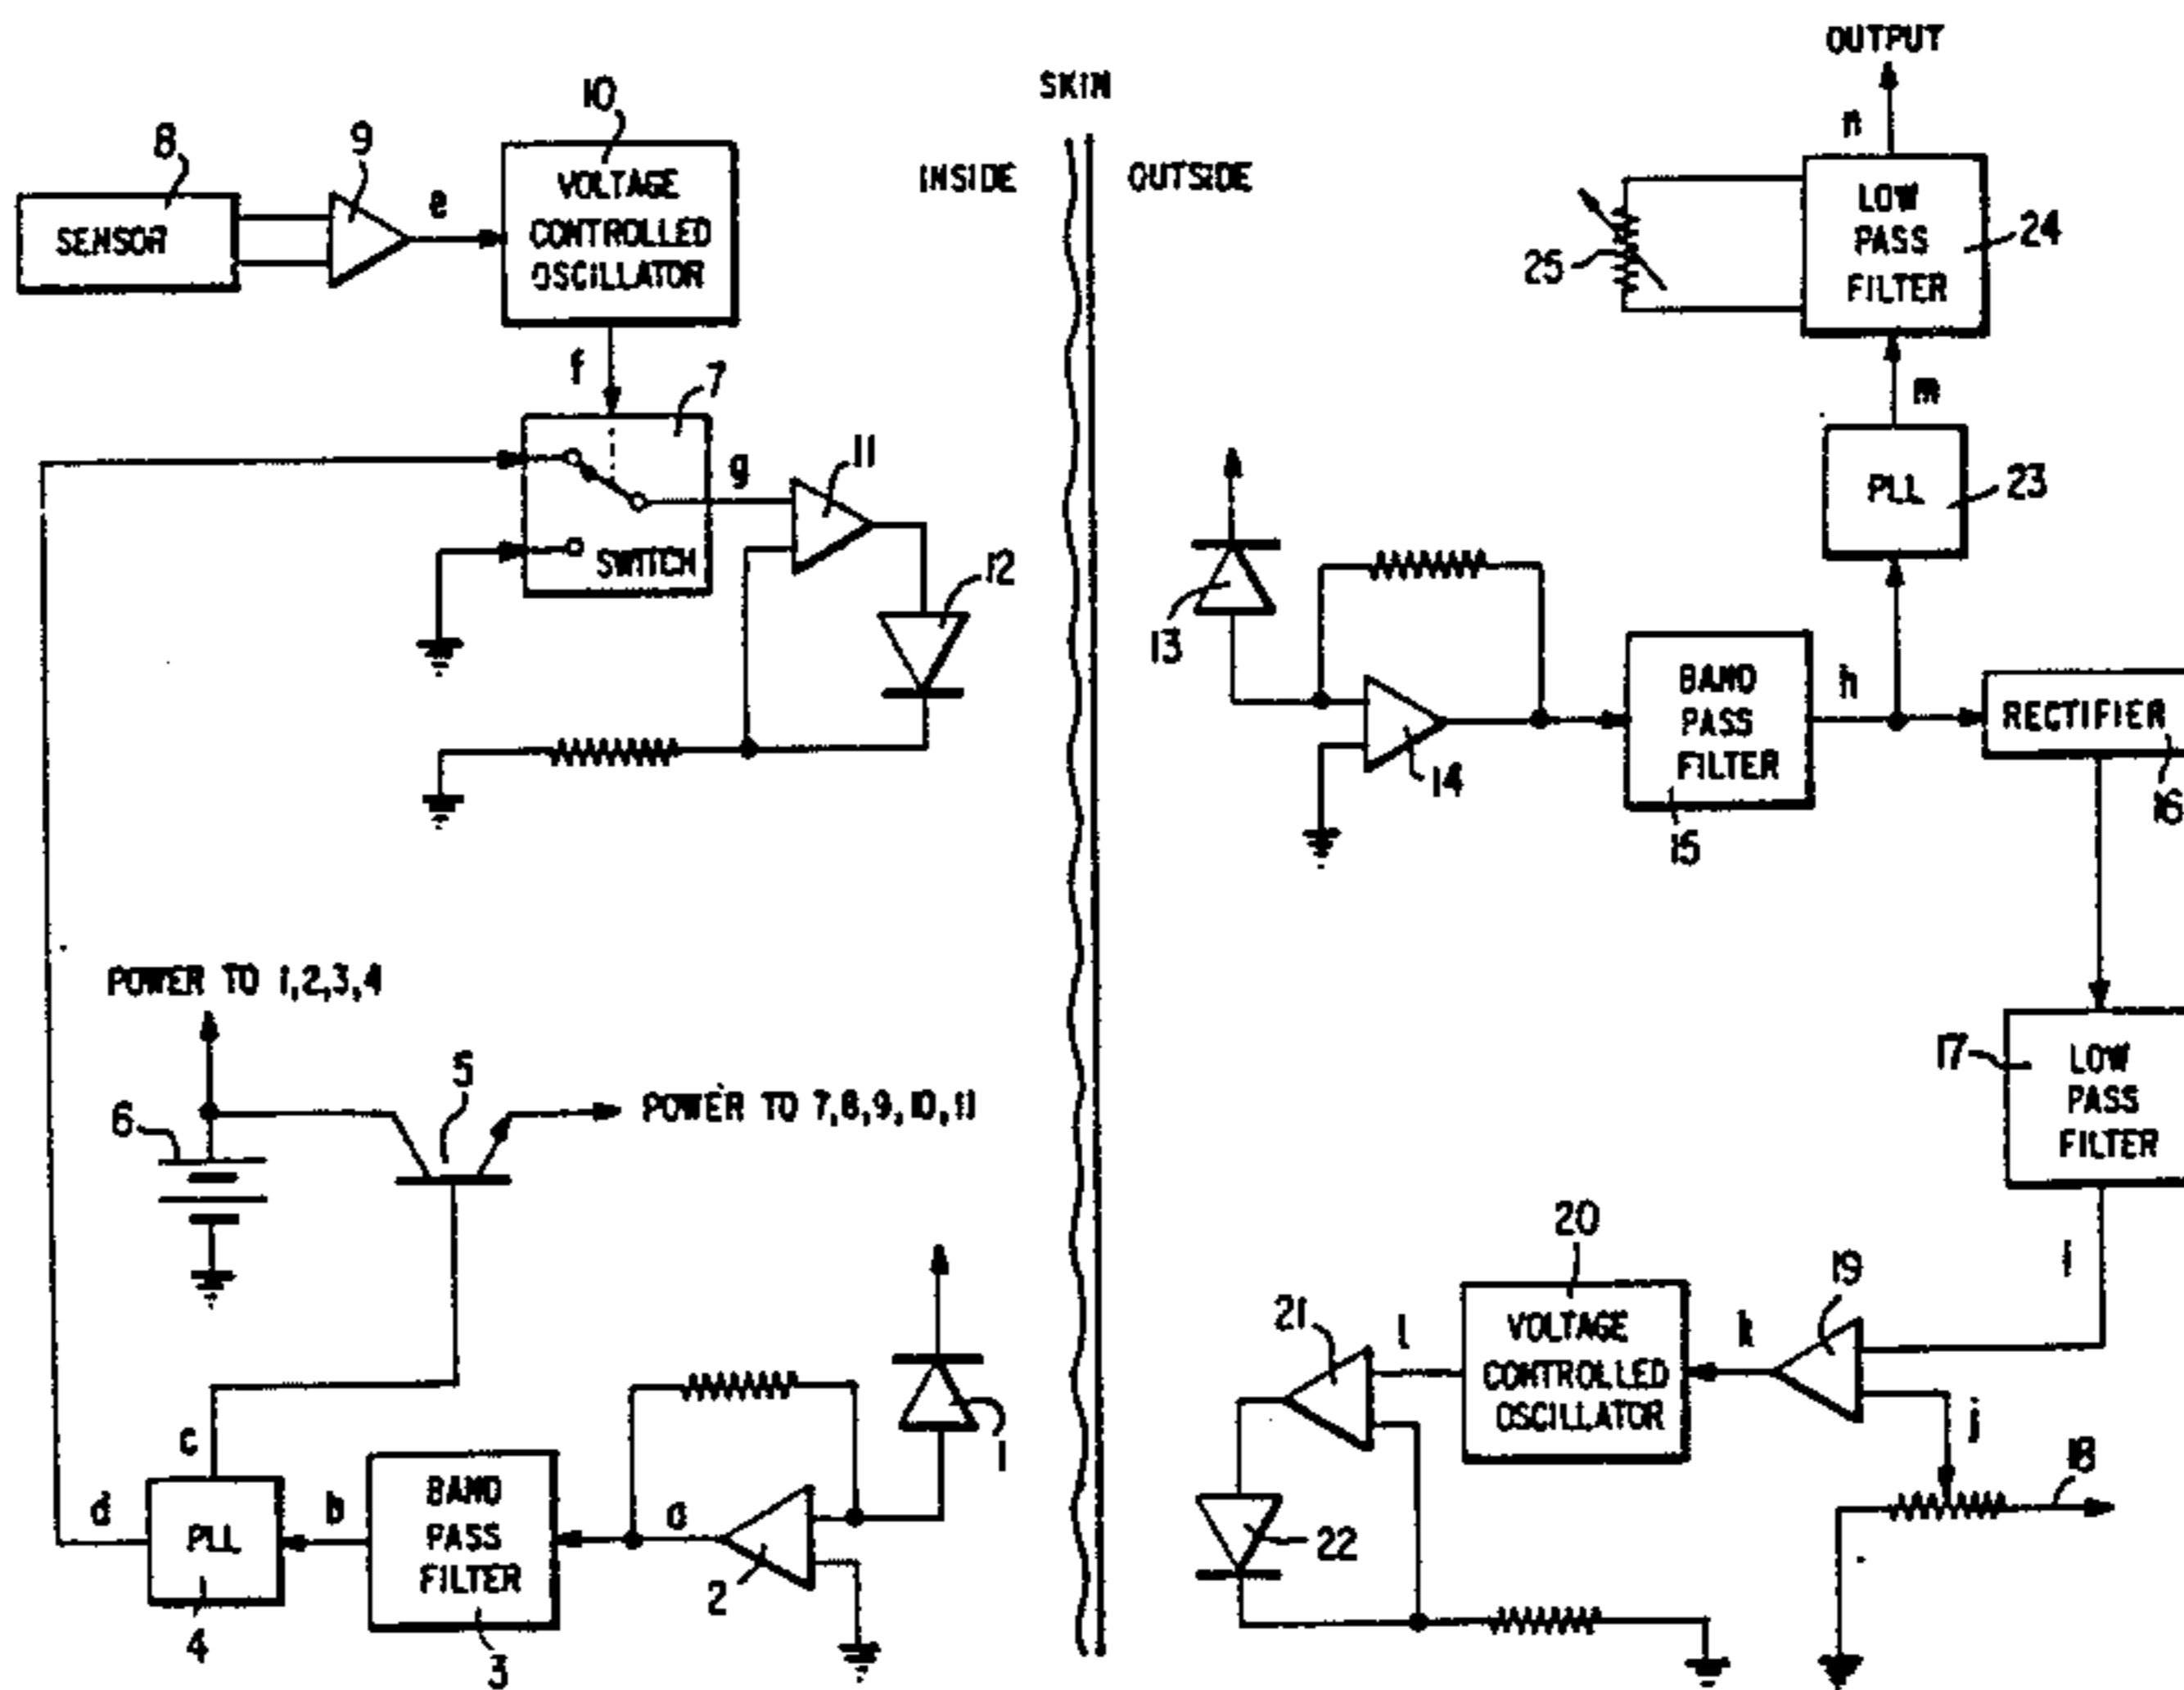 OUTPUT
SKIN
INSIDE
OUTSIDE
8
9
10
SENSOR
e
VOLTAGE
CONTROLLED
OSCILLATOR
f
7
g
SWITCH
11
12
n
LOW
PASS
FILTER
24
25
m
PLL
23
13
14
BAND
PASS
FILTER
15
h
RECTIFIER
16
POWER TO 1,2,3,4
5
6
POWER TO 7,8,9,10,11
17
LOW
PASS
FILTER
i
c
d
PLL
4
b
BAND
PASS
FILTER
3
a
2
1
20
21
l
VOLTAGE
CONTROLLED
OSCILLATOR
k
19
j
18
22